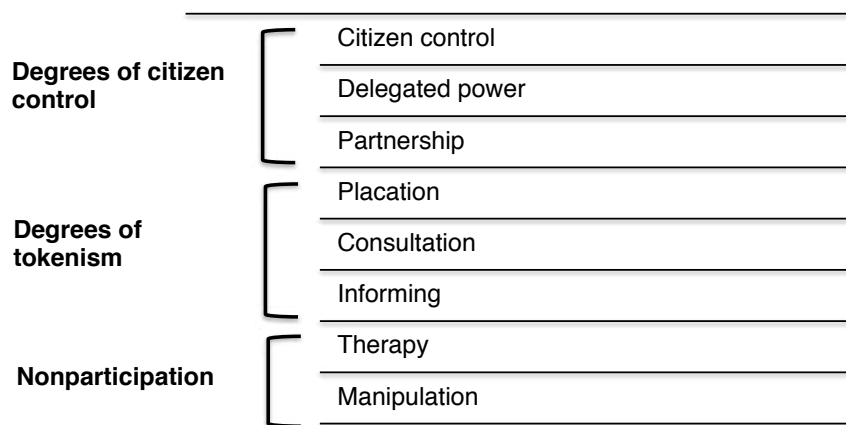 Degrees of citizen
control
Citizen control
Delegated power
Partnership
Degrees of
tokenism
Placation
Consultation
Informing
Nonparticipation
Therapy
Manipulation